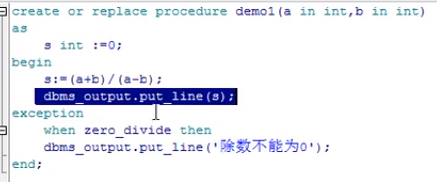 create or replace procedure demo1(a in int,b in int)
as
s int :=0;
begin
s:=(a+b)/(a-b);
dbms_output.put_line(s);
exception
when zero_divide then
dbms_output.put_line('除数不能为0');
end;